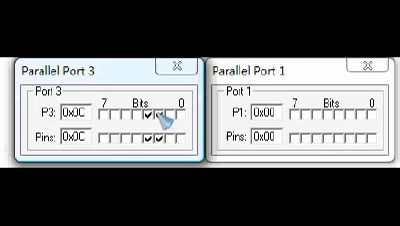 Parallel Port 3
Port 3
7 Bits 0
P3: 0x0C
Pins: 0x0C
Parallel Port 1
Port 1
7 Bits 0
P1: 0x00
Pins: 0x00